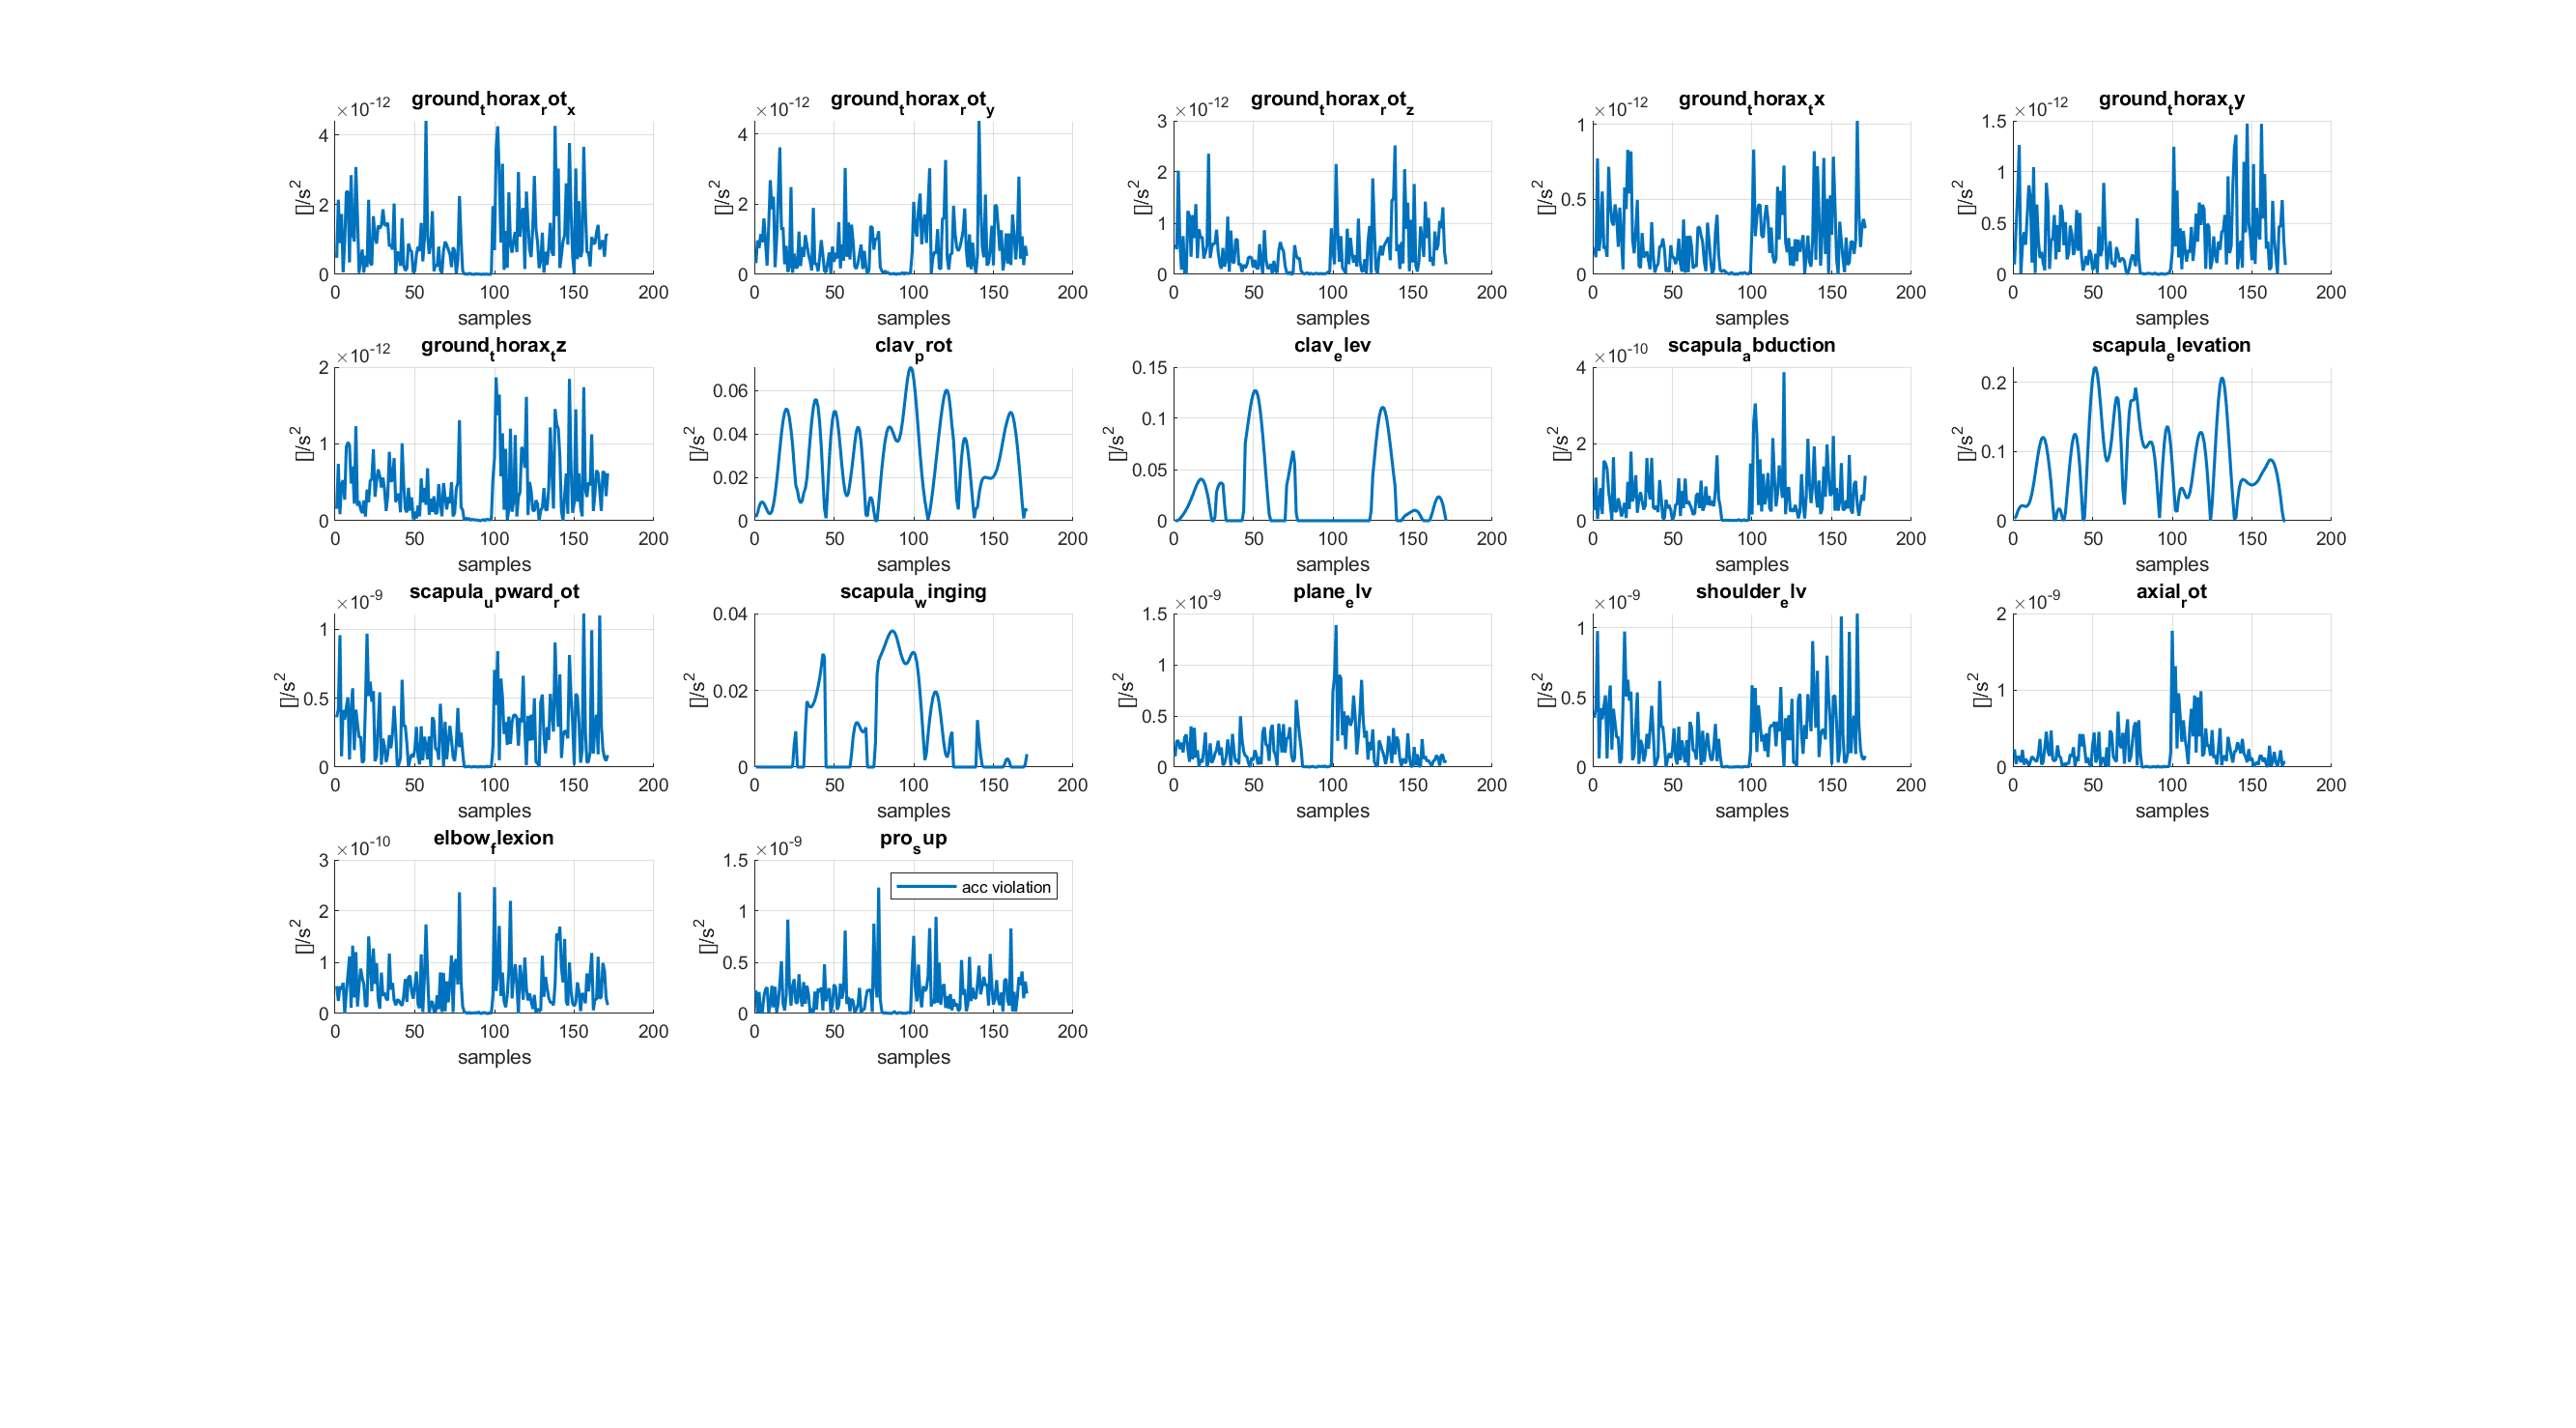 ground_thorax_rot_x
ground_thorax_rot_y
ground_thorax_rot_z
ground_thorax_tx
ground_thorax_ty
×10^-12
×10^-12
×10^-12
×10^-12
×10^-12
[]/s^2
[]/s^2
[]/s^2
[]/s^2
[]/s^2
4
2
0
4
2
0
3
2
1
0
1
0.5
0
1.5
1
0.5
0
0 50 100 150 200
0 50 100 150 200
0 50 100 150 200
0 50 100 150 200
0 50 100 150 200
samples
samples
samples
samples
samples
ground_thorax_tz
clav_prot
clav_elev
scapula_abduction
scapula_elevation
×10^-12
×10^-10
[]/s^2
[]/s^2
[]/s^2
[]/s^2
[]/s^2
2
1
0
0.06
0.04
0.02
0
0.15
0.1
0.05
0
4
2
0
0.2
0.1
0
0 50 100 150 200
0 50 100 150 200
0 50 100 150 200
0 50 100 150 200
0 50 100 150 200
samples
samples
samples
samples
samples
scapula_upward_rot
scapula_winging
plane_elv
shoulder_elv
axial_rot
×10^-9
×10^-9
×10^-9
×10^-9
[]/s^2
[]/s^2
[]/s^2
[]/s^2
[]/s^2
1
0.5
0
0.04
0.02
0
1.5
1
0.5
0
1
0.5
0
2
1
0
0 50 100 150 200
0 50 100 150 200
0 50 100 150 200
0 50 100 150 200
0 50 100 150 200
samples
samples
samples
samples
samples
elbow_flexion
pro_sup
×10^-10
×10^-9
[]/s^2
[]/s^2
3
2
1
0
1.5
1
0.5
0
acc violation
0 50 100 150 200
0 50 100 150 200
samples
samples